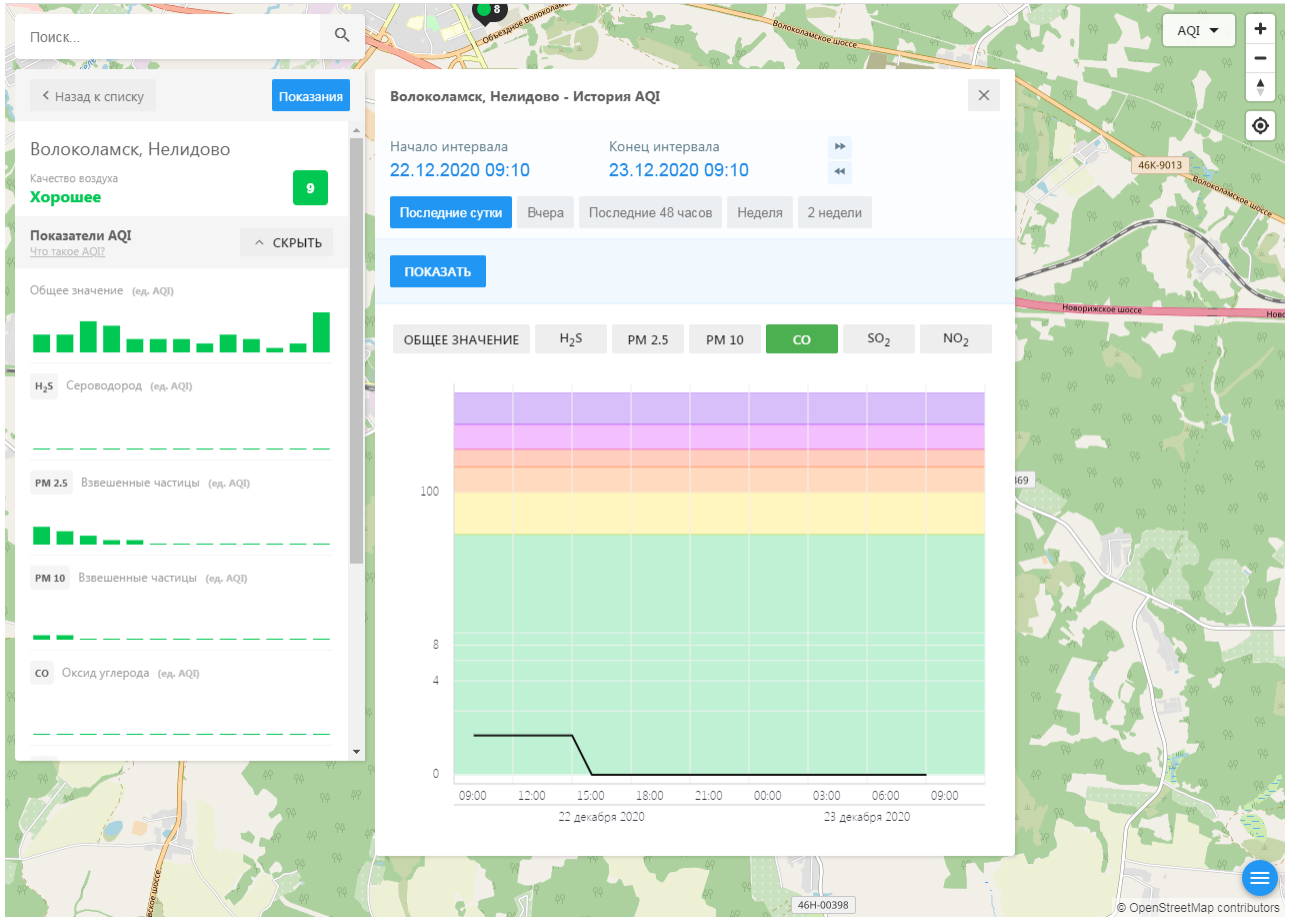 8
Объездное Волоколамское
Волоколамское шоссе
Поиск...
AQI
Назад к списку
Показания
Волоколамск, Нелидово
Качество воздуха
Хорошее
9
Показатели AQI
Что такое AQI?
СКРЫТЬ
Общее значение (ед. AQI)
H2S Сероводород (ед. AQI)
PM 2.5 Взвешенные частицы (ед. AQI)
PM 10 Взвешенные частицы (ед. AQI)
CO Оксид углерода (ед. AQI)
Волоколамск, Нелидово - История AQI
Начало интервала
22.12.2020 09:10
Конец интервала
23.12.2020 09:10
Последние сутки
Вчера
Последние 48 часов
Неделя
2 недели
ПОКАЗАТЬ
ОБЩЕЕ ЗНАЧЕНИЕ
H2S
PM 2.5
PM 10
CO
SO2
NO2
100
8
4
0
09:00 12:00 15:00 18:00 21:00 00:00 03:00 06:00 09:00
22 декабря 2020 23 декабря 2020
46К-9013
Волоколамское шоссе
Новорижское шоссе
Ново
869
46Н-00398
© OpenStreetMap contributors